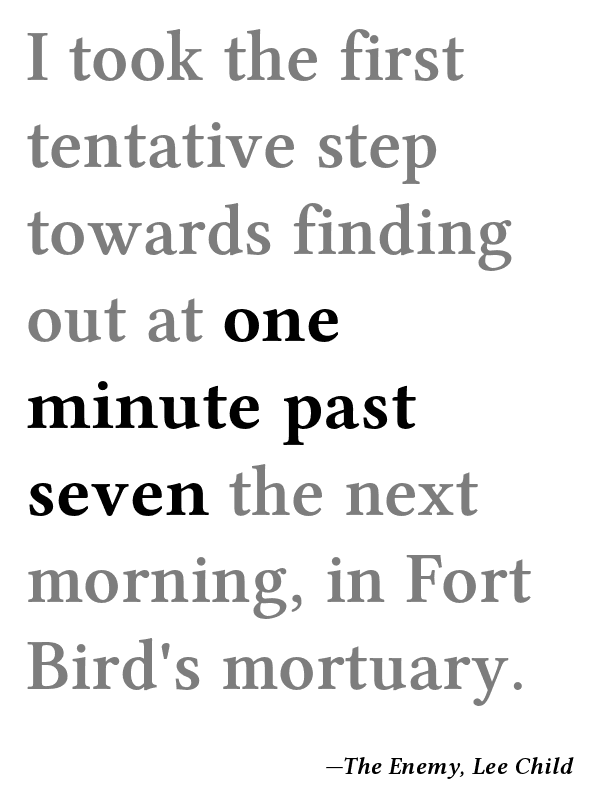 I took the first
tentative step
towards finding
out at one
minute past
seven the next
morning, in Fort
Bird's mortuary.
—The Enemy, Lee Child